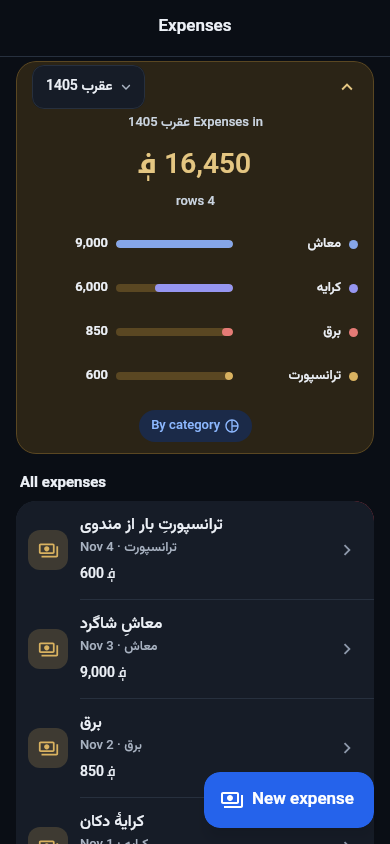 Expenses
عقرب 1405
Expenses in عقرب 1405
16,450 ؋
4 rows
معاش 9,000
کرایه 6,000
برق 850
ترانسپورت 600
By category
All expenses
ترانسپورتِ بار از مندوی
Nov 4 · ترانسپورت
600 ؋
معاشِ شاگرد
Nov 3 · معاش
9,000 ؋
برق
Nov 2 · برق
850 ؋
کرایهٔ دکان
Nov 1 · کرایه
New expense